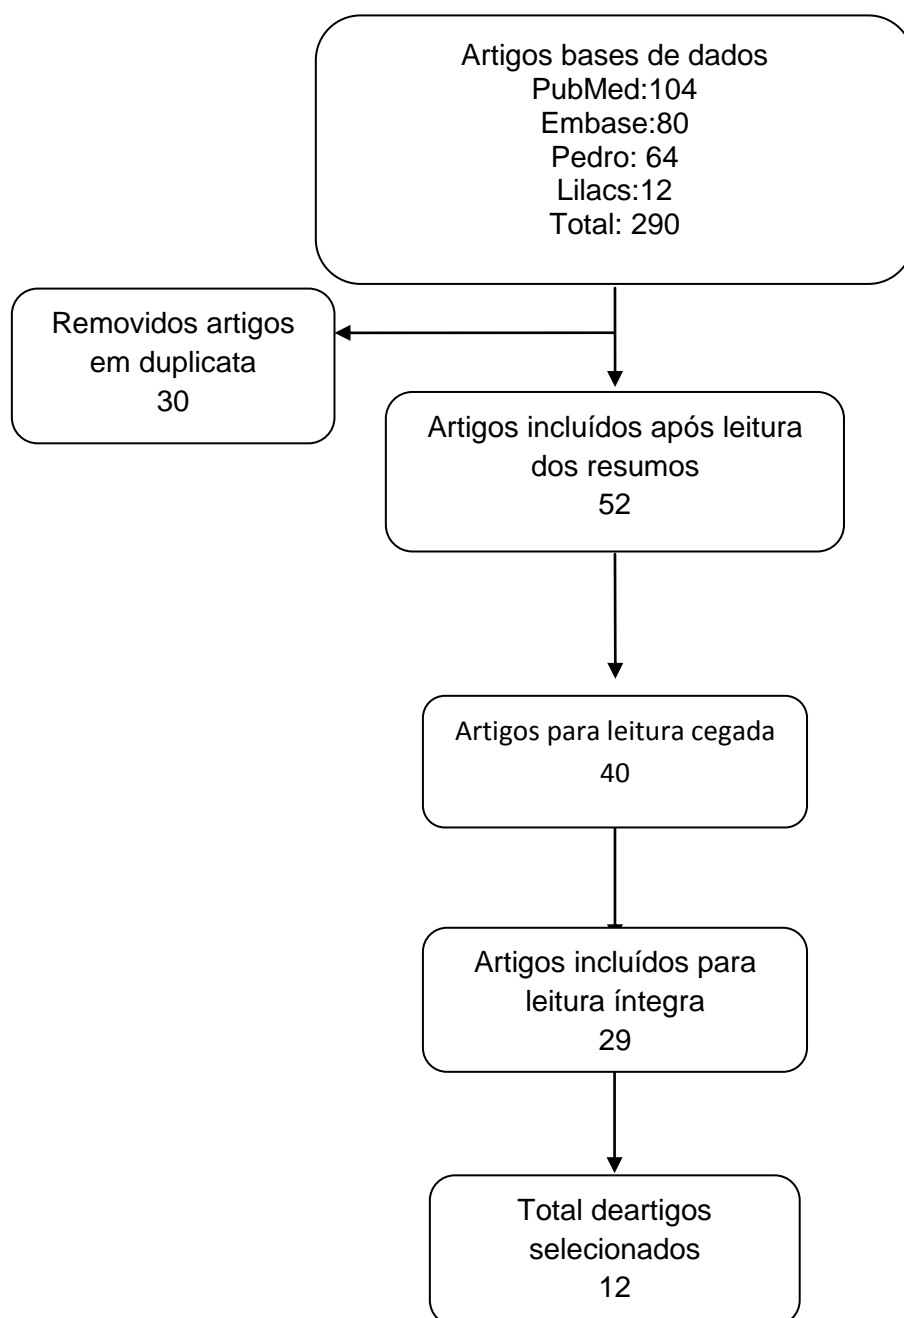 Artigos bases de dados
PubMed:104
Embase:80
Pedro: 64
Lilacs:12
Total: 290
Removidos artigos
em duplicata
30
Artigos incluídos após leitura
dos resumos
52
Artigos para leitura cegada
40
Artigos incluídos para
leitura íntegra
29
Total deartigos
selecionados
12